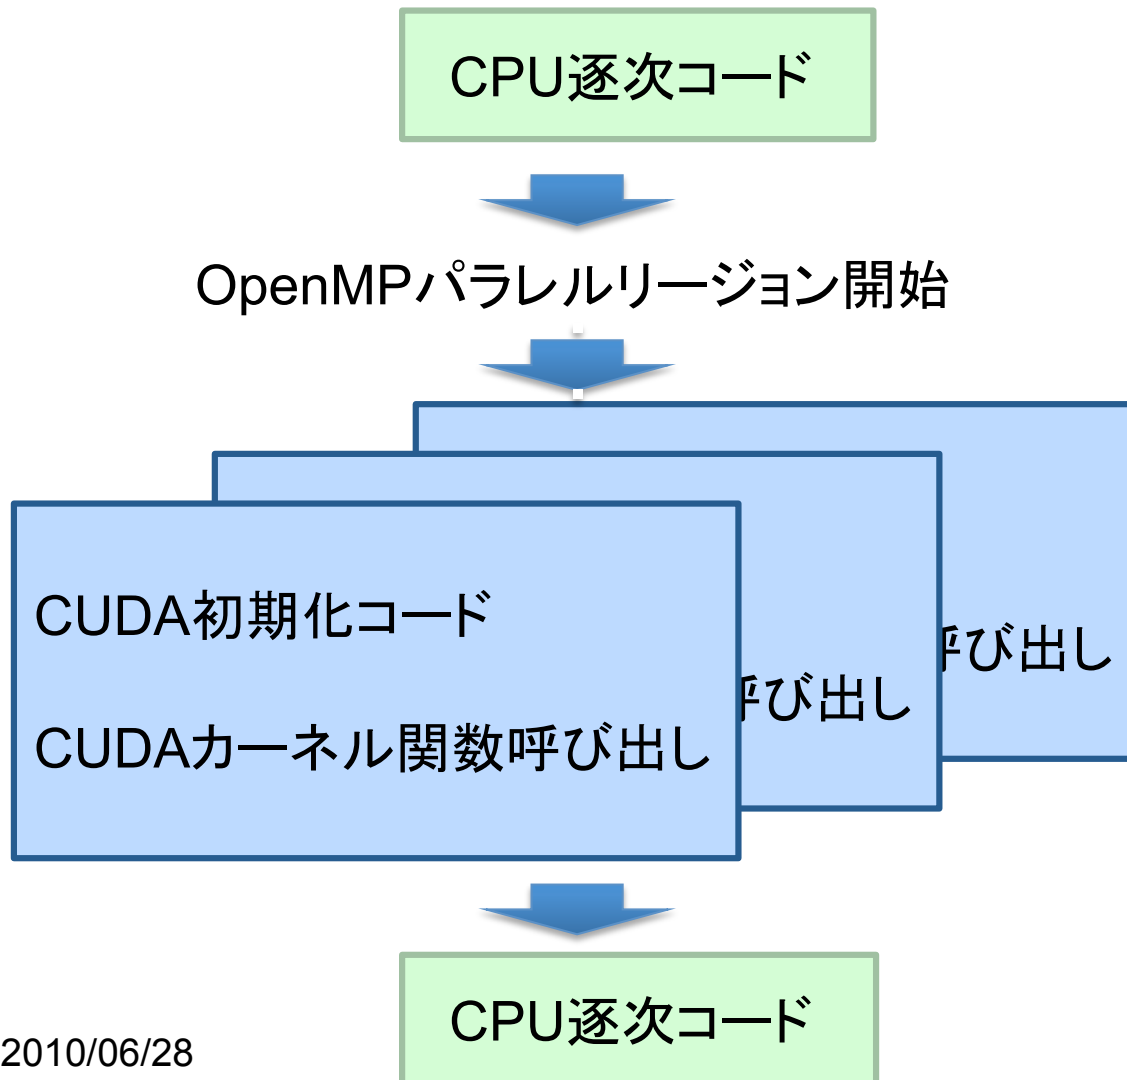 CPU逐次コード
OpenMPパラレルリージョン開始
CUDA初期化コード
CUDAカーネル関数呼び出し
呼び出し
呼び出し
CPU逐次コード
2010/06/28